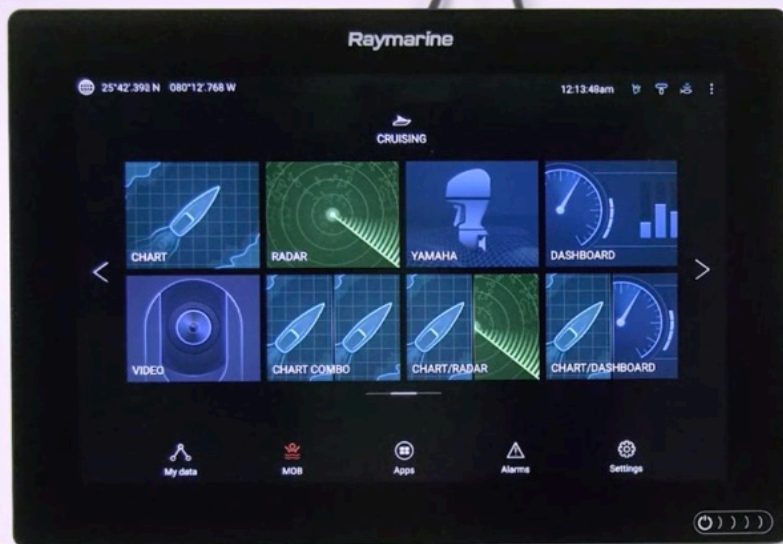 Raymarine
25°42'.398 N 080°12'.768 W
12:13:48am
CRUISING
CHART
RADAR
YAMAHA
DASHBOARD
VIDEO
CHART COMBO
CHART/RADAR
CHART/DASHBOARD
My data
MOB
Apps
Alarms
Settings